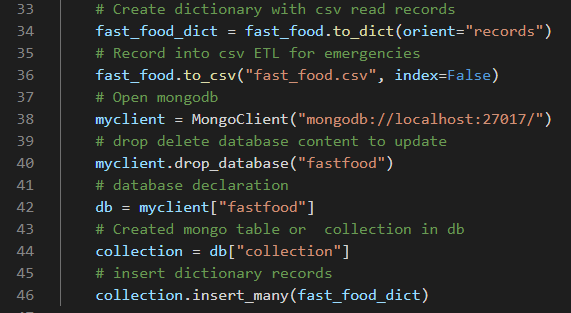 33 # Create dictionary with csv read records
34 fast_food_dict = fast_food.to_dict(orient="records")
35 # Record into csv ETL for emergencies
36 fast_food.to_csv("fast_food.csv", index=False)
37 # Open mongodb
38 myclient = MongoClient("mongodb://localhost:27017/")
39 # drop delete database content to update
40 myclient.drop_database("fastfood")
41 # database declaration
42 db = myclient["fastfood"]
43 # Created mongo table or  collection in db
44 collection = db["collection"]
45 # insert dictionary records
46 collection.insert_many(fast_food_dict)